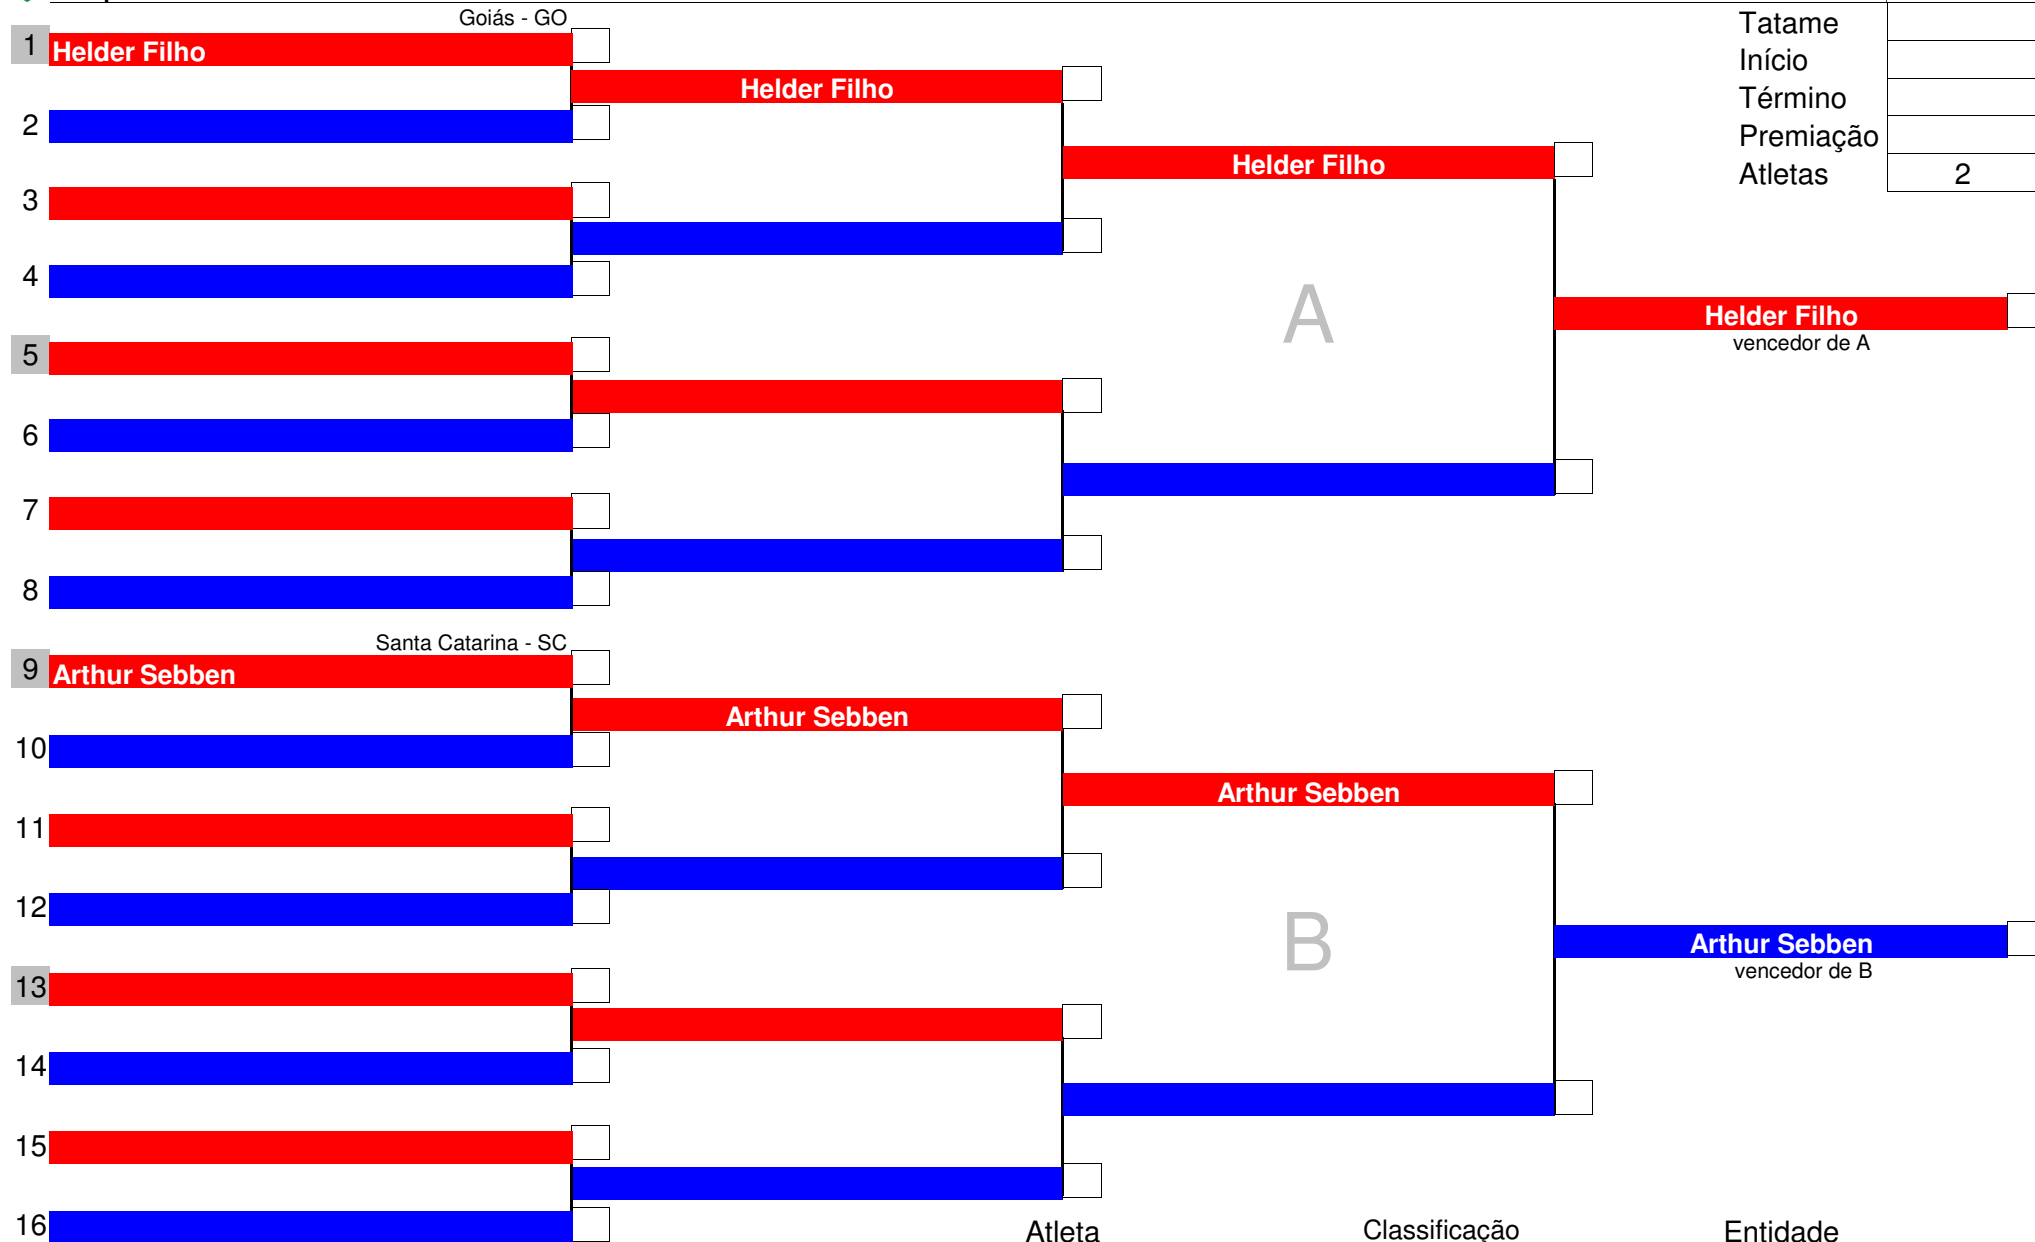 Goiás - GO
Tatame
1 Helder Filho
Início
Helder Filho
Término
2
Premiação
Helder Filho
Atletas 2
3
4
A
Helder Filho
vencedor de A
5
6
7
8
Santa Catarina - SC
9 Arthur Sebben
Arthur Sebben
10
Arthur Sebben
11
12
B
Arthur Sebben
vencedor de B
13
14
15
16
Atleta Classificação Entidade